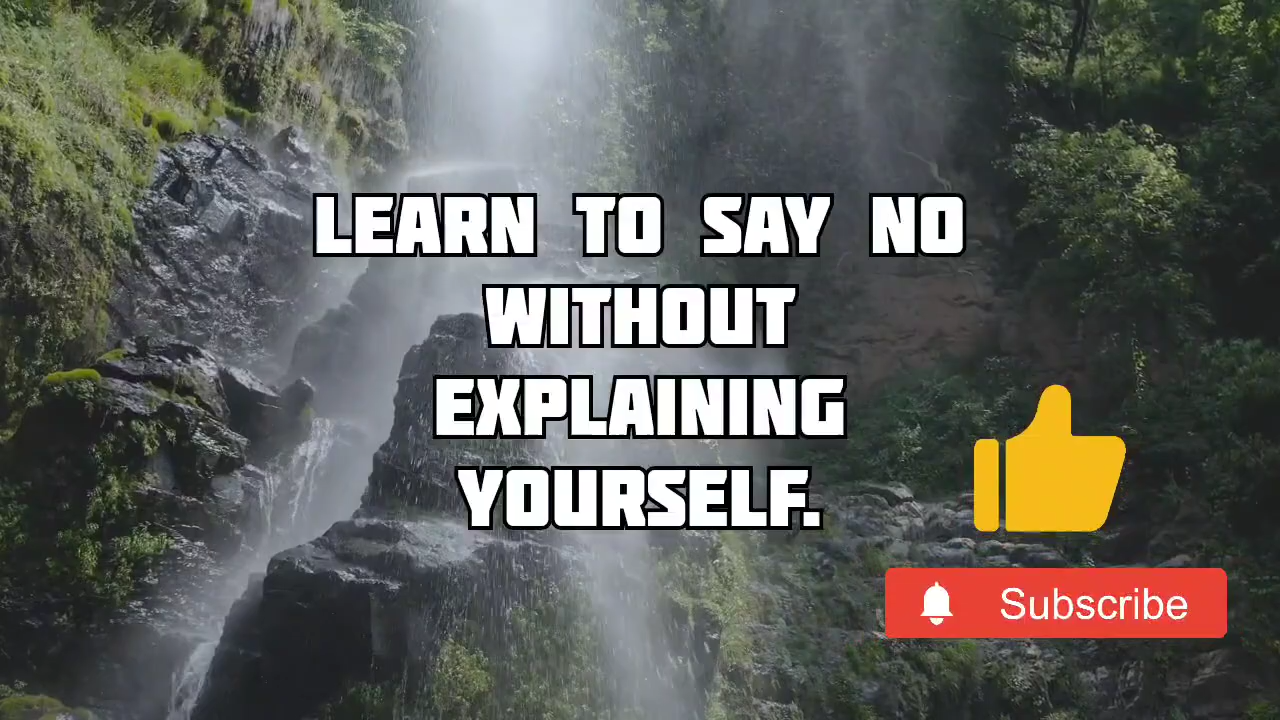 LEARN TO SAY NO
WITHOUT
EXPLAINING
YOURSELF.
Subscribe